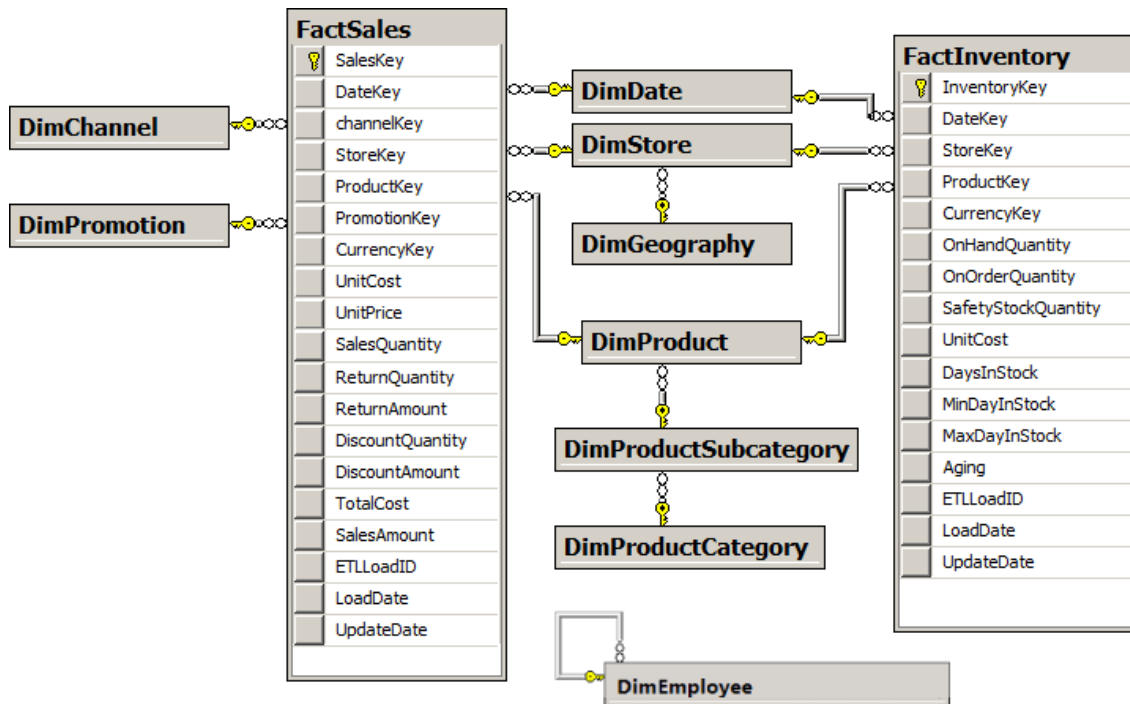 FactSales
SalesKey
DateKey
channelKey
StoreKey
ProductKey
PromotionKey
CurrencyKey
UnitCost
UnitPrice
SalesQuantity
ReturnQuantity
ReturnAmount
DiscountQuantity
DiscountAmount
TotalCost
SalesAmount
ETLLoadID
LoadDate
UpdateDate
DimChannel
DimPromotion
DimDate
DimStore
DimGeography
DimProduct
DimProductSubcategory
DimProductCategory
DimEmployee
FactInventory
InventoryKey
DateKey
StoreKey
ProductKey
CurrencyKey
OnHandQuantity
OnOrderQuantity
SafetyStockQuantity
UnitCost
DaysInStock
MinDayInStock
MaxDayInStock
Aging
ETLLoadID
LoadDate
UpdateDate